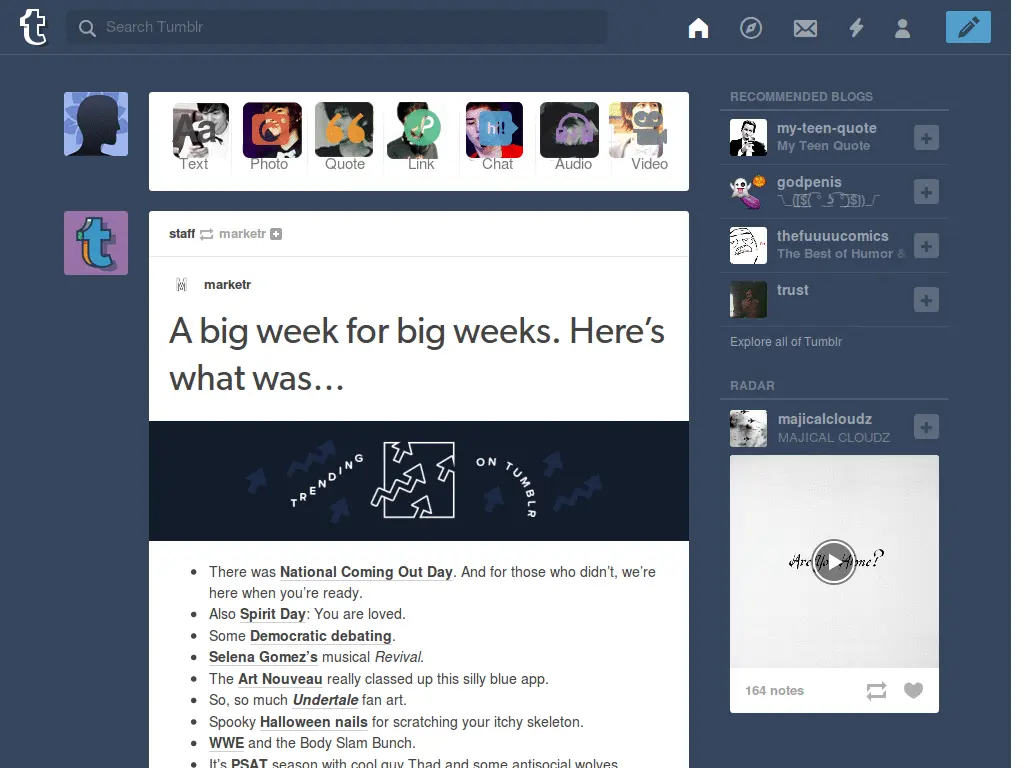 t
Search Tumblr
Aa
hi!
Text Photo Quote Link Chat Audio Video
staff marketr
marketr
A big week for big weeks. Here’s
what was…
TRENDING ON TUMBLR
There was National Coming Out Day. And for those who didn’t, we’re
here when you’re ready.
Also Spirit Day: You are loved.
Some Democratic debating.
Selena Gomez’s musical Revival.
The Art Nouveau really classed up this silly blue app.
So, so much Undertale fan art.
Spooky Halloween nails for scratching your itchy skeleton.
WWE and the Body Slam Bunch.
It’s PSAT season with cool guy Thad and some antisocial wolves
RECOMMENDED BLOGS
my-teen-quote
My Teen Quote
godpenis
thefuuuucomics
The Best of Humor &
trust
Explore all of Tumblr
RADAR
majicalcloudz
MAJICAL CLOUDZ
Are You Home?
164 notes